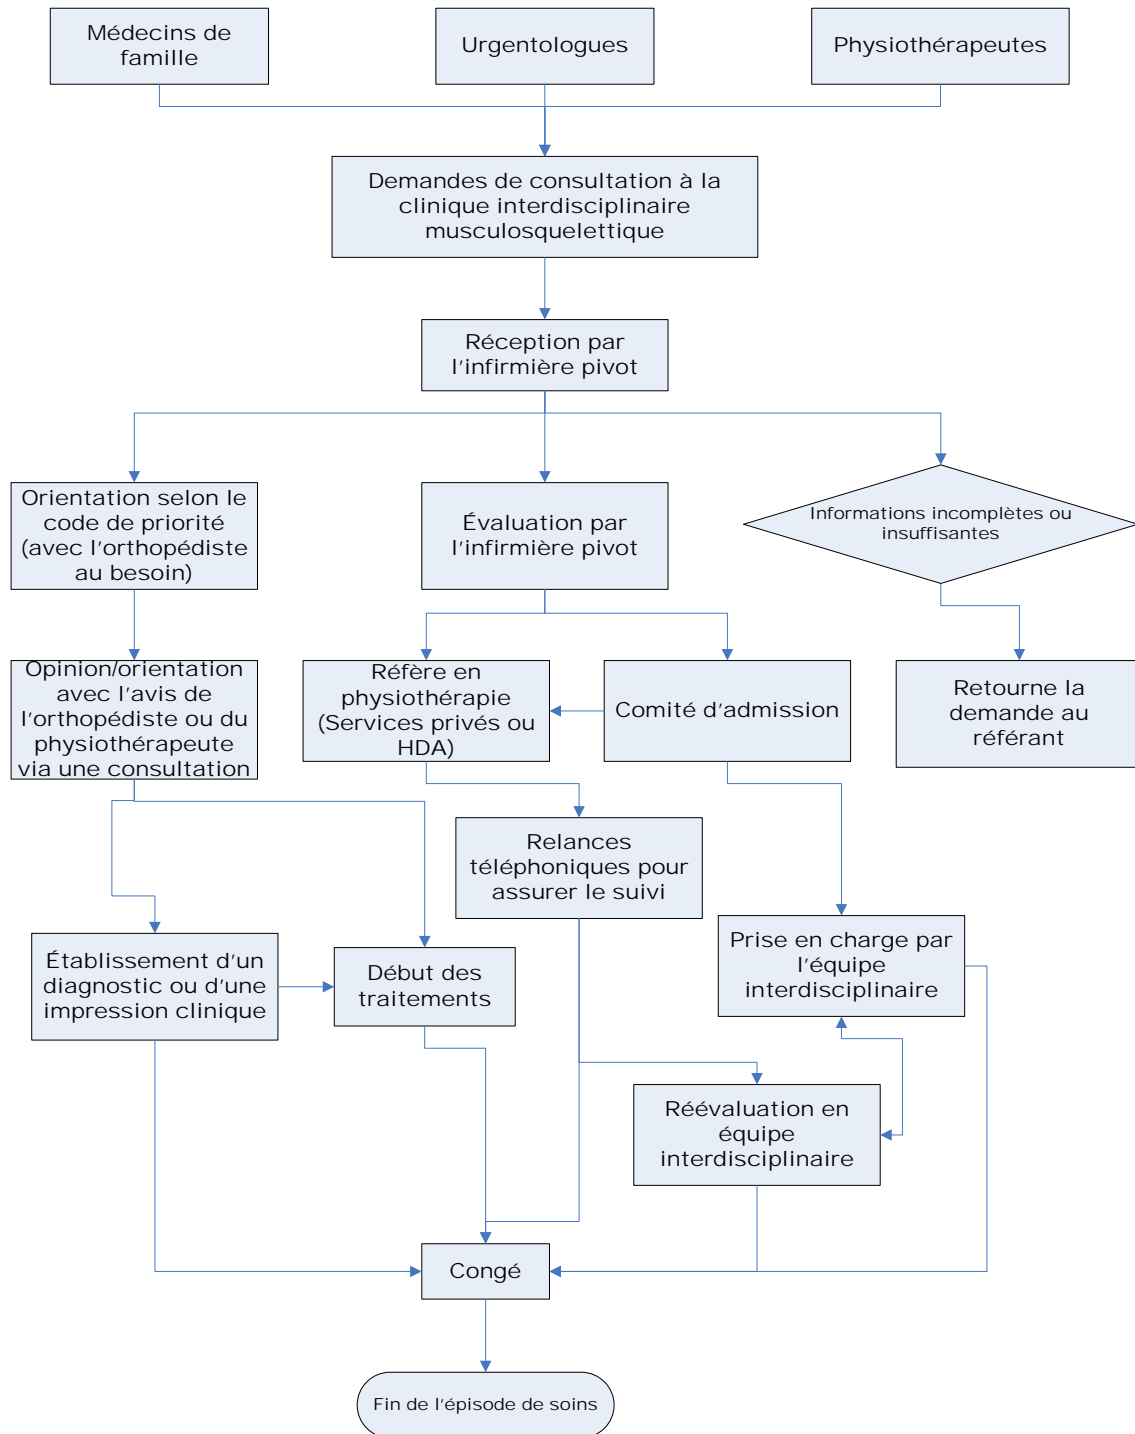 Médecins de
famille
Urgentologues
Physiothérapeutes
Demandes de consultation à la
clinique interdisciplinaire
musculosquelettique
Réception par
l'infirmière pivot
Orientation selon le
code de priorité
(avec l'orthopédiste
au besoin)
Évaluation par
l'infirmière pivot
Informations incomplètes ou
insuffisantes
Opinion/orientation
avec l'avis de
l'orthopédiste ou du
physiothérapeute
via une consultation
Réfère en
physiothérapie
(Services privés ou
HDA)
Comité d'admission
Retourne la
demande au
référant
Relances
téléphoniques pour
assurer le suivi
Établissement d'un
diagnostic ou d'une
impression clinique
Début des
traitements
Prise en charge par
l'équipe
interdisciplinaire
Réévaluation en
équipe
interdisciplinaire
Congé
Fin de l'épisode de soins